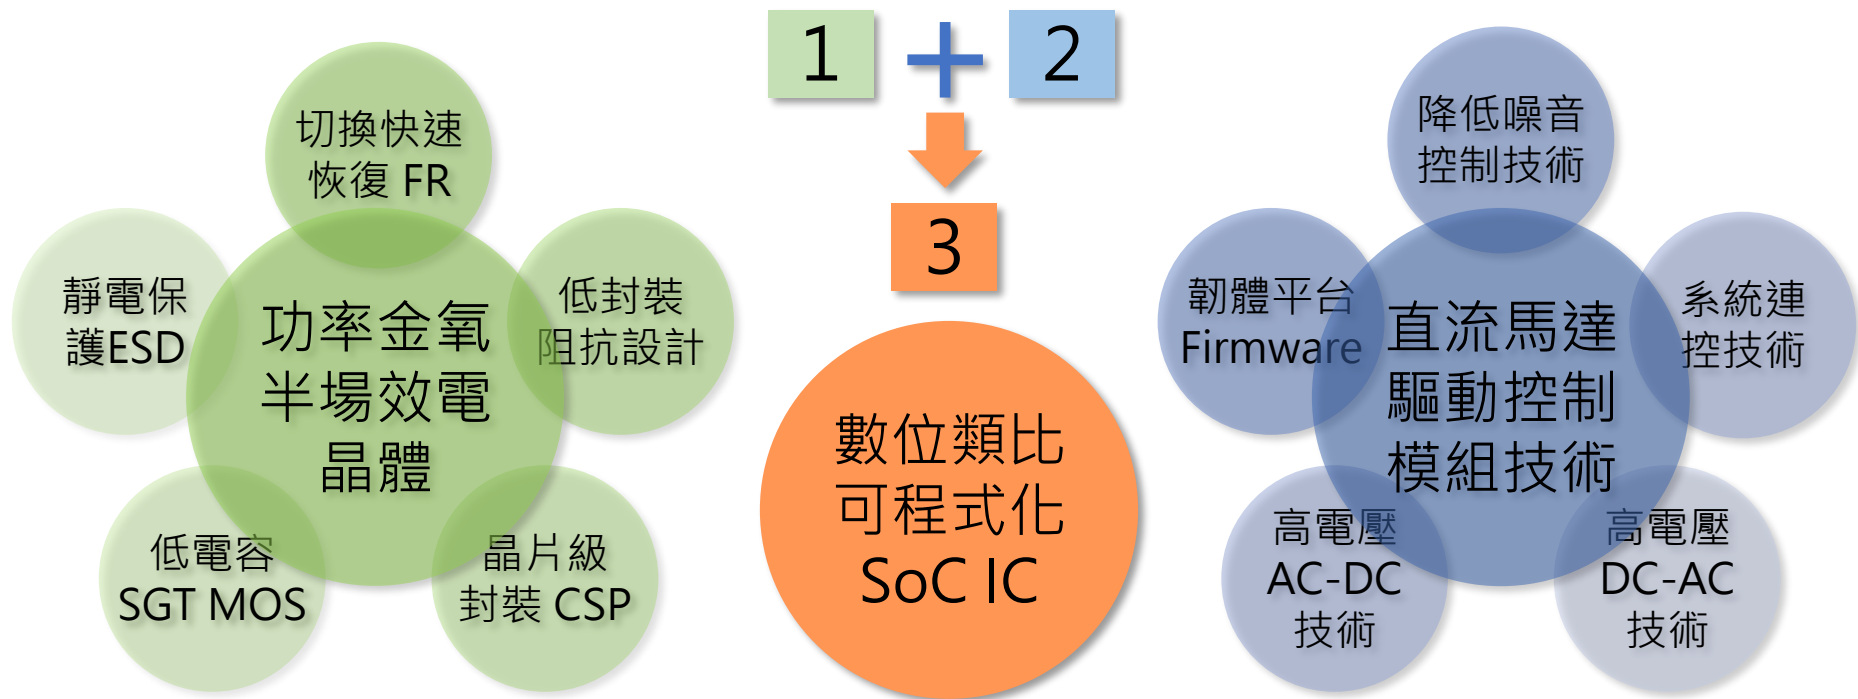 切換快速
恢復 FR
靜電保
護ESD
低封裝
阻抗設計
功率金氧
半場效電
晶體
低電容
SGT MOS
晶片級
封裝 CSP
1
2
3
數位類比
可程式化
SoC IC
降低噪音
控制技術
韌體平台
Firmware
系統連
控技術
直流馬達
驅動控制
模組技術
高電壓
AC-DC
技術
高電壓
DC-AC
技術